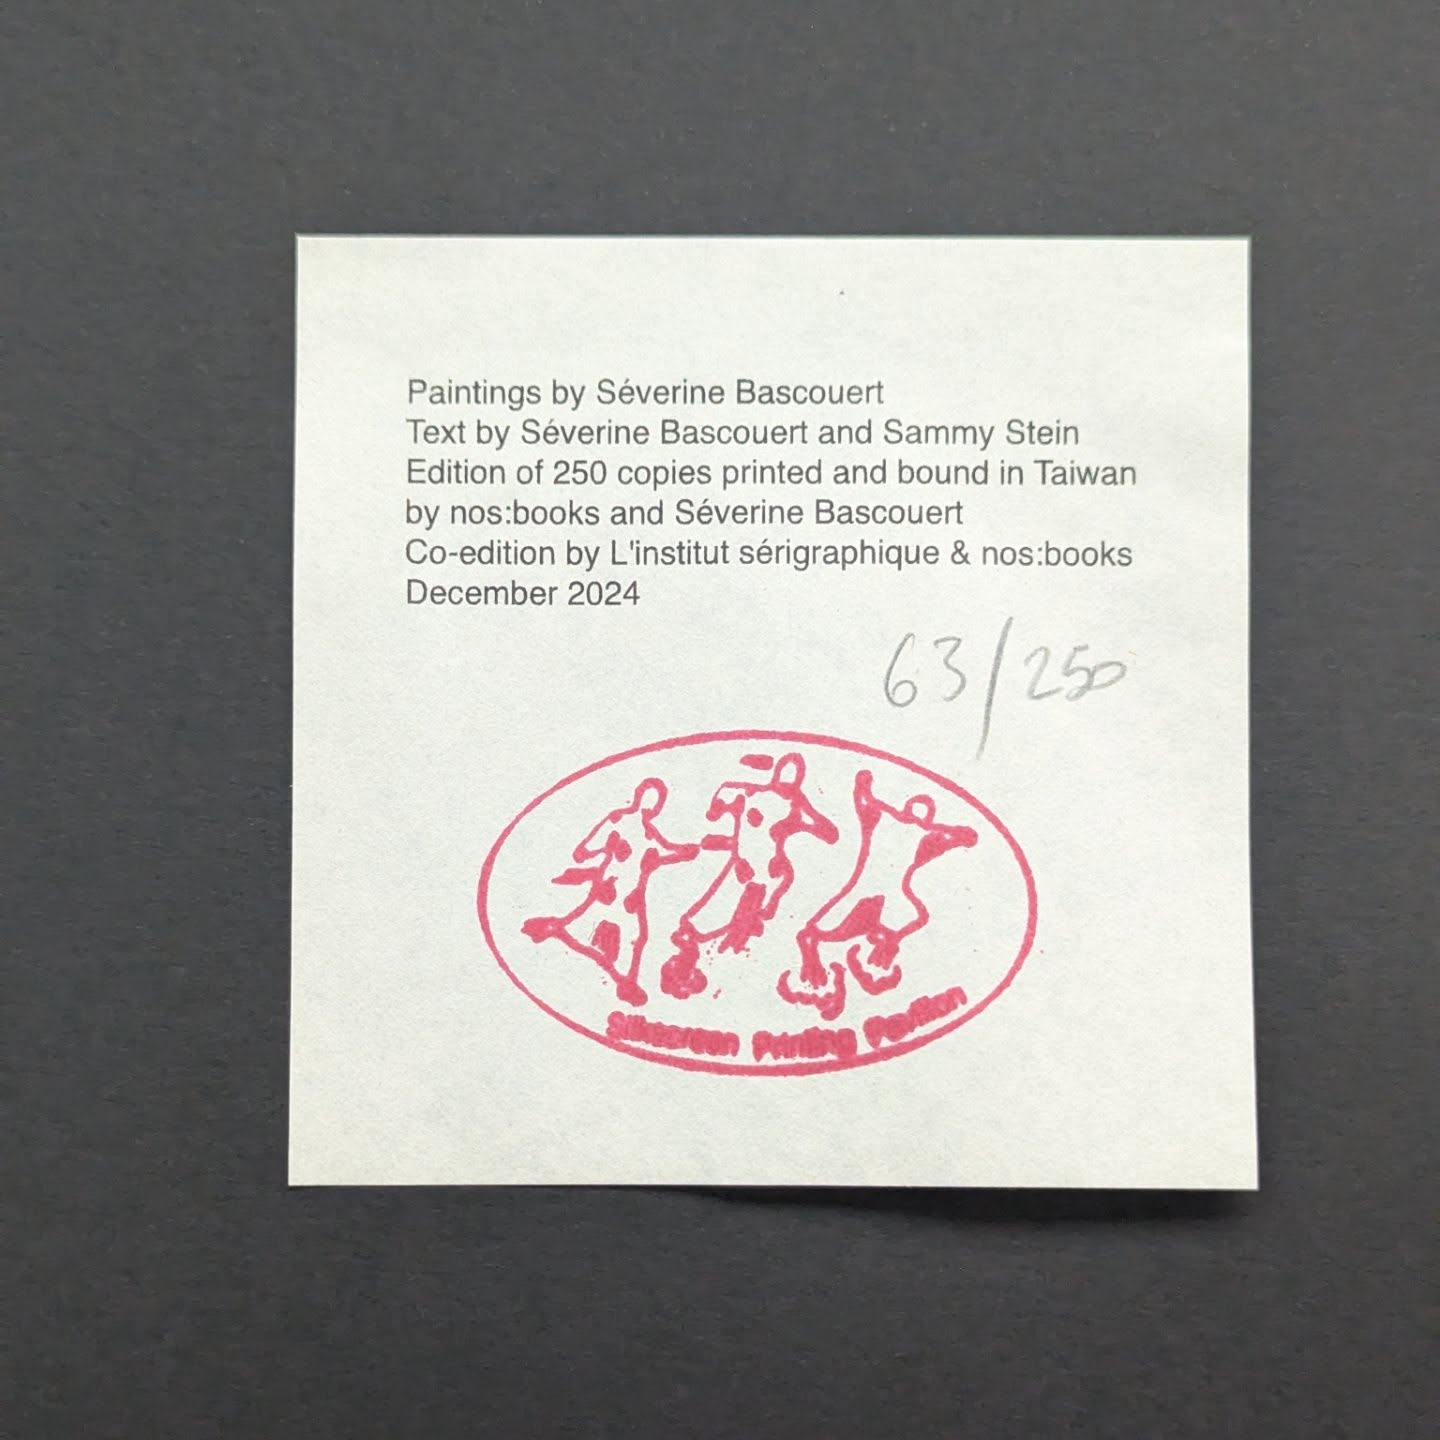 Paintings by Séverine Bascouert
Text by Séverine Bascouert and Sammy Stein
Edition of 250 copies printed and bound in Taiwan
by nos:books and Séverine Bascouert
Co-edition by L'institut sérigraphique & nos:books
December 2024
63/250
Silkscreen Printing Pavilion